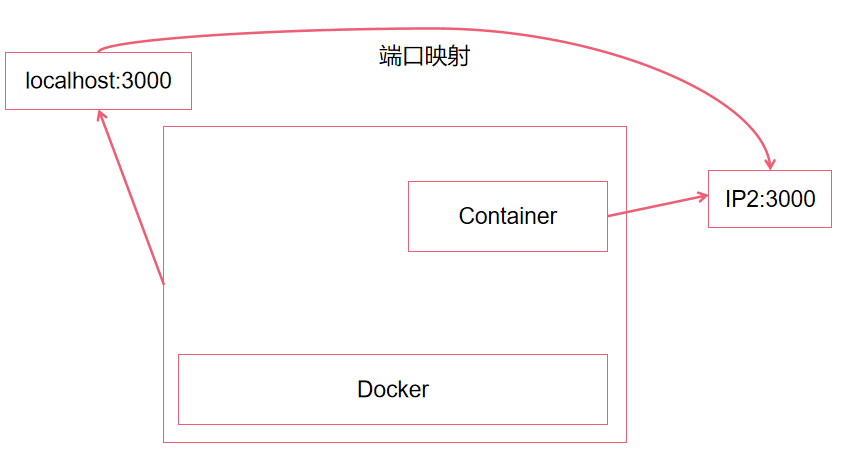 端口映射
localhost:3000
IP2:3000
Container
Docker